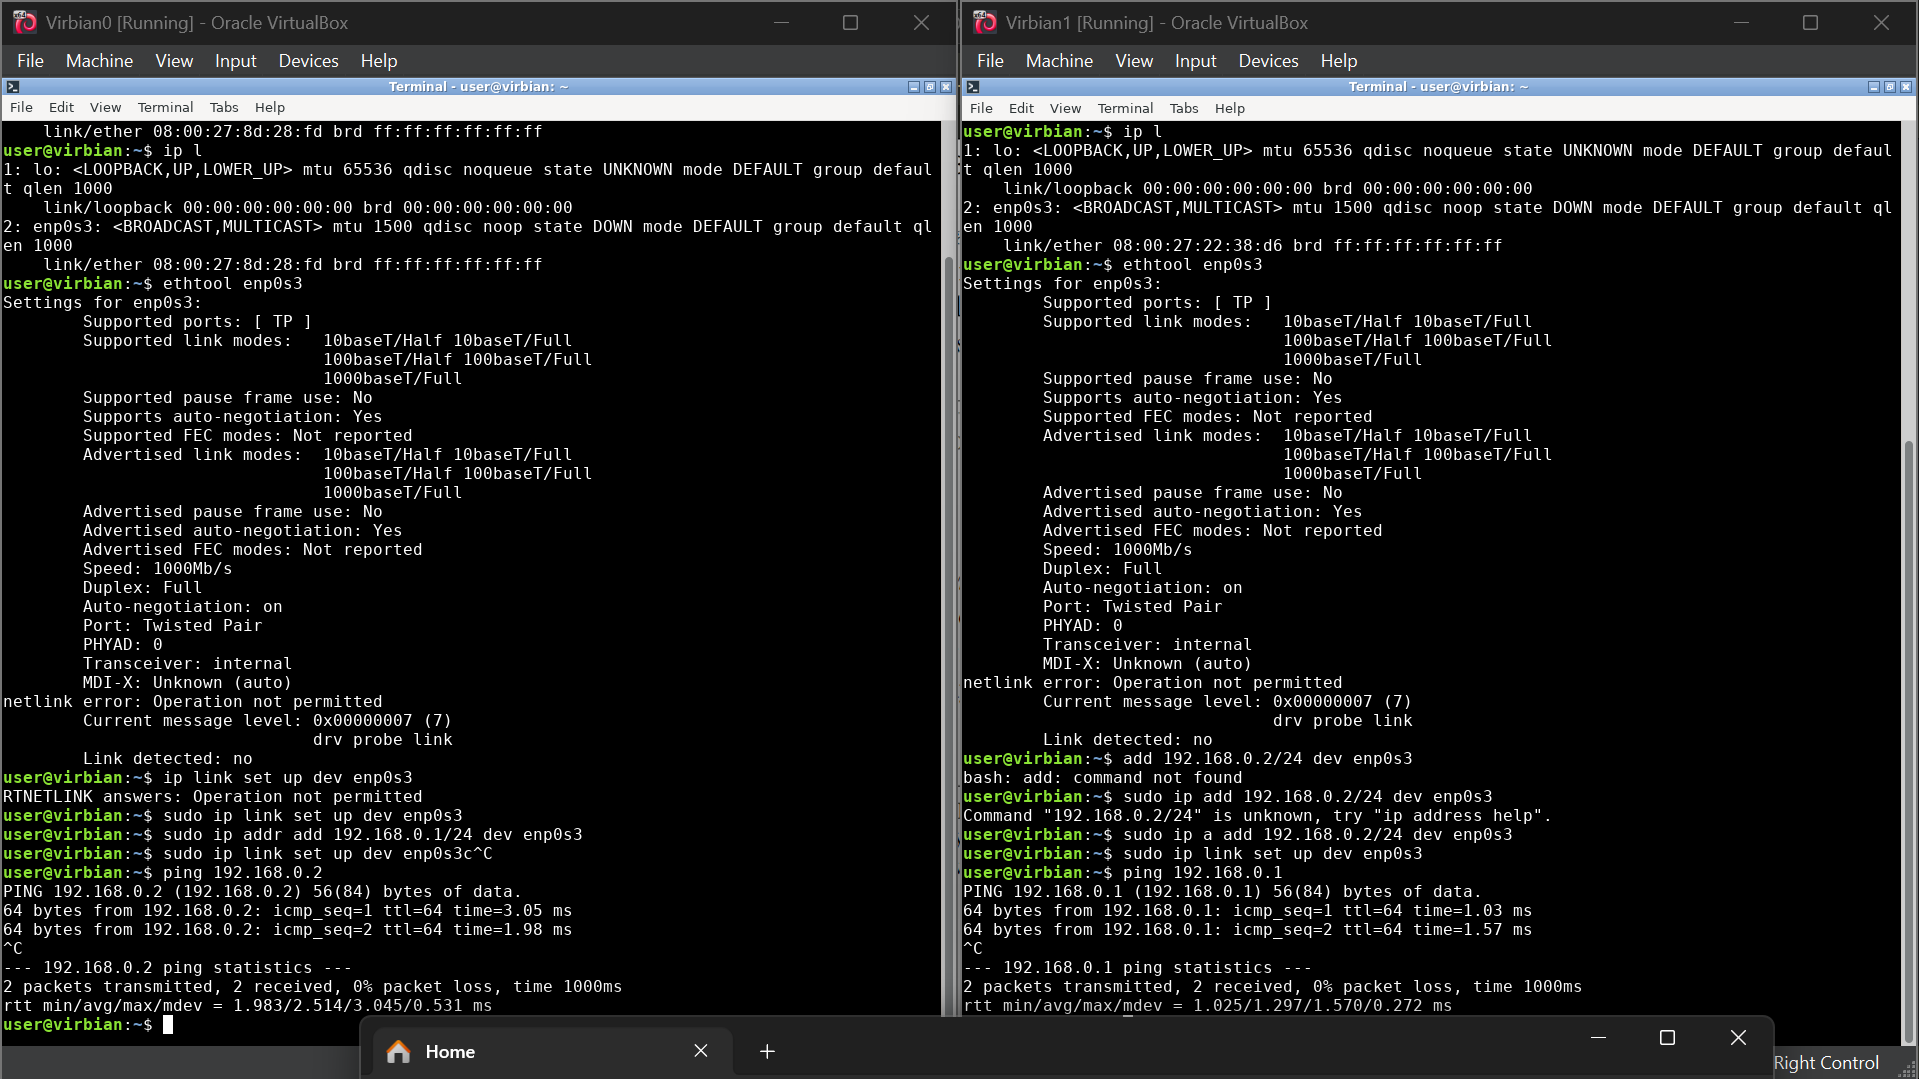 Virbian0 [Running] - Oracle VirtualBox
File Machine View Input Devices Help
Terminal - user@virbian: ~
File Edit View Terminal Tabs Help
    link/ether 08:00:27:8d:28:fd brd ff:ff:ff:ff:ff:ff
user@virbian:~$ ip l
1: lo: <LOOPBACK,UP,LOWER_UP> mtu 65536 qdisc noqueue state UNKNOWN mode DEFAULT group defaul
t qlen 1000
    link/loopback 00:00:00:00:00:00 brd 00:00:00:00:00:00
2: enp0s3: <BROADCAST,MULTICAST> mtu 1500 qdisc noop state DOWN mode DEFAULT group default ql
en 1000
    link/ether 08:00:27:8d:28:fd brd ff:ff:ff:ff:ff:ff
user@virbian:~$ ethtool enp0s3
Settings for enp0s3:
        Supported ports: [ TP ]
        Supported link modes:   10baseT/Half 10baseT/Full
                                100baseT/Half 100baseT/Full
                                1000baseT/Full
        Supported pause frame use: No
        Supports auto-negotiation: Yes
        Supported FEC modes: Not reported
        Advertised link modes:  10baseT/Half 10baseT/Full
                                100baseT/Half 100baseT/Full
                                1000baseT/Full
        Advertised pause frame use: No
        Advertised auto-negotiation: Yes
        Advertised FEC modes: Not reported
        Speed: 1000Mb/s
        Duplex: Full
        Auto-negotiation: on
        Port: Twisted Pair
        PHYAD: 0
        Transceiver: internal
        MDI-X: Unknown (auto)
netlink error: Operation not permitted
        Current message level: 0x00000007 (7)
                               drv probe link
        Link detected: no
user@virbian:~$ ip link set up dev enp0s3
RTNETLINK answers: Operation not permitted
user@virbian:~$ sudo ip link set up dev enp0s3
user@virbian:~$ sudo ip addr add 192.168.0.1/24 dev enp0s3
user@virbian:~$ sudo ip link set up dev enp0s3c^C
user@virbian:~$ ping 192.168.0.2
PING 192.168.0.2 (192.168.0.2) 56(84) bytes of data.
64 bytes from 192.168.0.2: icmp_seq=1 ttl=64 time=3.05 ms
64 bytes from 192.168.0.2: icmp_seq=2 ttl=64 time=1.98 ms
^C
--- 192.168.0.2 ping statistics ---
2 packets transmitted, 2 received, 0% packet loss, time 1000ms
rtt min/avg/max/mdev = 1.983/2.514/3.045/0.531 ms
user@virbian:~$
Virbian1 [Running] - Oracle VirtualBox
File Machine View Input Devices Help
Terminal - user@virbian: ~
File Edit View Terminal Tabs Help
user@virbian:~$ ip l
1: lo: <LOOPBACK,UP,LOWER_UP> mtu 65536 qdisc noqueue state UNKNOWN mode DEFAULT group defaul
t qlen 1000
    link/loopback 00:00:00:00:00:00 brd 00:00:00:00:00:00
2: enp0s3: <BROADCAST,MULTICAST> mtu 1500 qdisc noop state DOWN mode DEFAULT group default ql
en 1000
    link/ether 08:00:27:22:38:d6 brd ff:ff:ff:ff:ff:ff
user@virbian:~$ ethtool enp0s3
Settings for enp0s3:
        Supported ports: [ TP ]
        Supported link modes:   10baseT/Half 10baseT/Full
                                100baseT/Half 100baseT/Full
                                1000baseT/Full
        Supported pause frame use: No
        Supports auto-negotiation: Yes
        Supported FEC modes: Not reported
        Advertised link modes:  10baseT/Half 10baseT/Full
                                100baseT/Half 100baseT/Full
                                1000baseT/Full
        Advertised pause frame use: No
        Advertised auto-negotiation: Yes
        Advertised FEC modes: Not reported
        Speed: 1000Mb/s
        Duplex: Full
        Auto-negotiation: on
        Port: Twisted Pair
        PHYAD: 0
        Transceiver: internal
        MDI-X: Unknown (auto)
netlink error: Operation not permitted
        Current message level: 0x00000007 (7)
                               drv probe link
        Link detected: no
user@virbian:~$ add 192.168.0.2/24 dev enp0s3
bash: add: command not found
user@virbian:~$ sudo ip add 192.168.0.2/24 dev enp0s3
Command "192.168.0.2/24" is unknown, try "ip address help".
user@virbian:~$ sudo ip a add 192.168.0.2/24 dev enp0s3
user@virbian:~$ sudo ip link set up dev enp0s3
user@virbian:~$ ping 192.168.0.1
PING 192.168.0.1 (192.168.0.1) 56(84) bytes of data.
64 bytes from 192.168.0.1: icmp_seq=1 ttl=64 time=1.03 ms
64 bytes from 192.168.0.1: icmp_seq=2 ttl=64 time=1.57 ms
^C
--- 192.168.0.1 ping statistics ---
2 packets transmitted, 2 received, 0% packet loss, time 1000ms
rtt min/avg/max/mdev = 1.025/1.297/1.570/0.272 ms
Home
Right Control